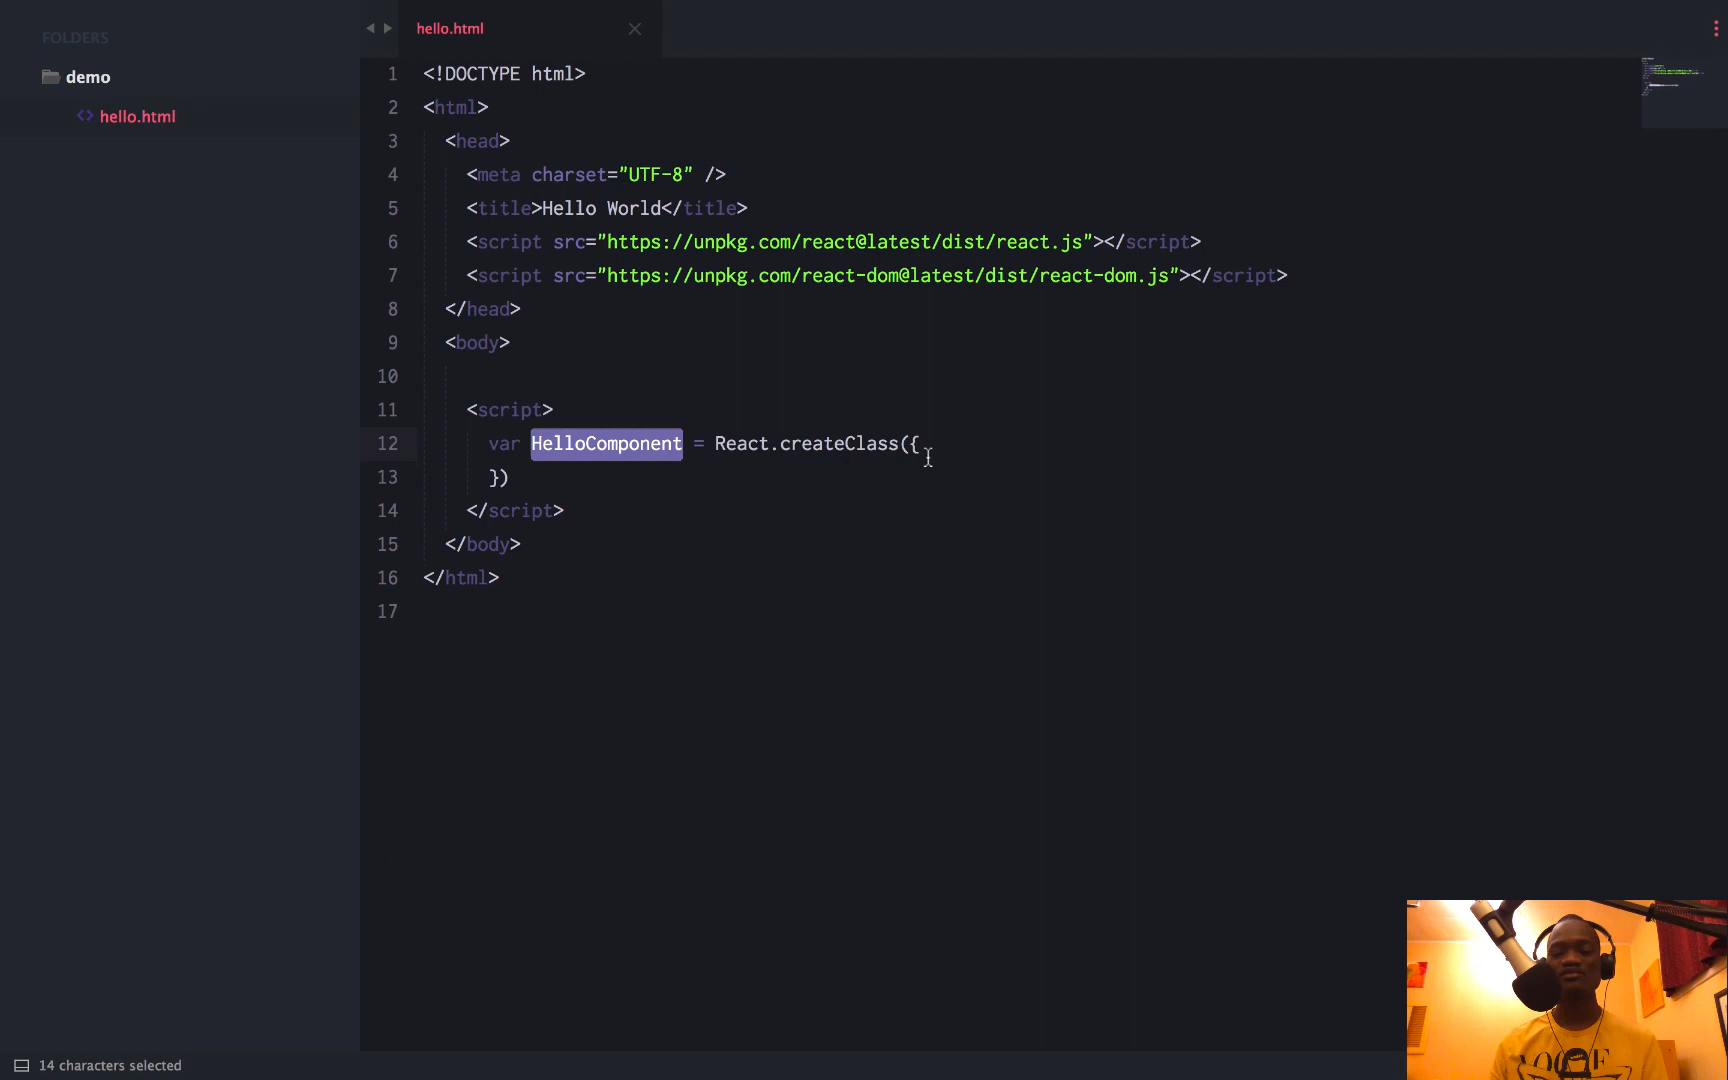 FOLDERS
demo
<> hello.html
hello.html
1 <!DOCTYPE html>
2 <html>
3 <head>
4 <meta charset="UTF-8" />
5 <title>Hello World</title>
6 <script src="https://unpkg.com/react@latest/dist/react.js"></script>
7 <script src="https://unpkg.com/react-dom@latest/dist/react-dom.js"></script>
8 </head>
9 <body>
10
11 <script>
12 var HelloComponent = React.createClass({
13 })
14 </script>
15 </body>
16 </html>
17
14 characters selected